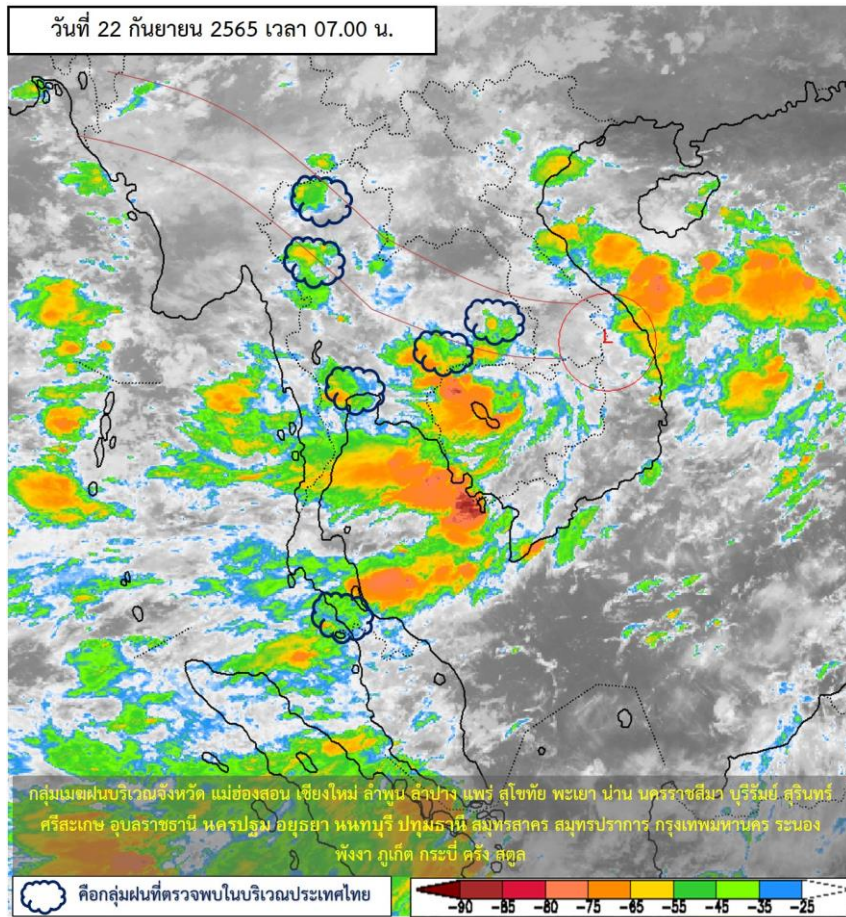 วันที่ 22 กันยายน 2565 เวลา 07.00 น.
L
กลุ่มเมฆฝนบริเวณจังหวัด แม่ฮ่องสอน เชียงใหม่ ลำพูน ลำปาง แพร่ สุโขทัย พะเยา น่าน นครราชสีมา บุรีรัมย์ สุรินทร์
ศรีสะเกษ อุบลราชธานี นครปฐม อยุธยา นนทบุรี ปทุมธานี สมุทรสาคร สมุทรปราการ กรุงเทพมหานคร ระนอง
พังงา ภูเก็ต กระบี่ ตรัง สตูล
คือกลุ่มฝนที่ตรวจพบในบริเวณประเทศไทย
-90 -85 -80 -75 -65 -55 -45 -35 -25